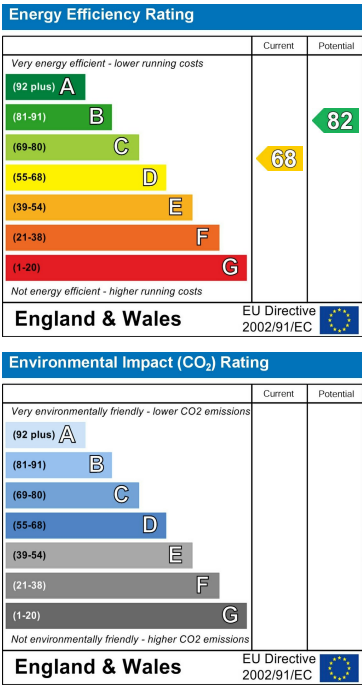 Energy Efficiency Rating
Current Potential
Very energy efficient - lower running costs
(92 plus) A
(81-91) B
82
(69-80) C
68
(55-68) D
(39-54) E
(21-38) F
(1-20) G
Not energy efficient - higher running costs
England & Wales
EU Directive
2002/91/EC
Environmental Impact (CO₂) Rating
Current Potential
Very environmentally friendly - lower CO2 emissions
(92 plus) A
(81-91) B
(69-80) C
(55-68) D
(39-54) E
(21-38) F
(1-20) G
Not environmentally friendly - higher CO2 emissions
England & Wales
EU Directive
2002/91/EC